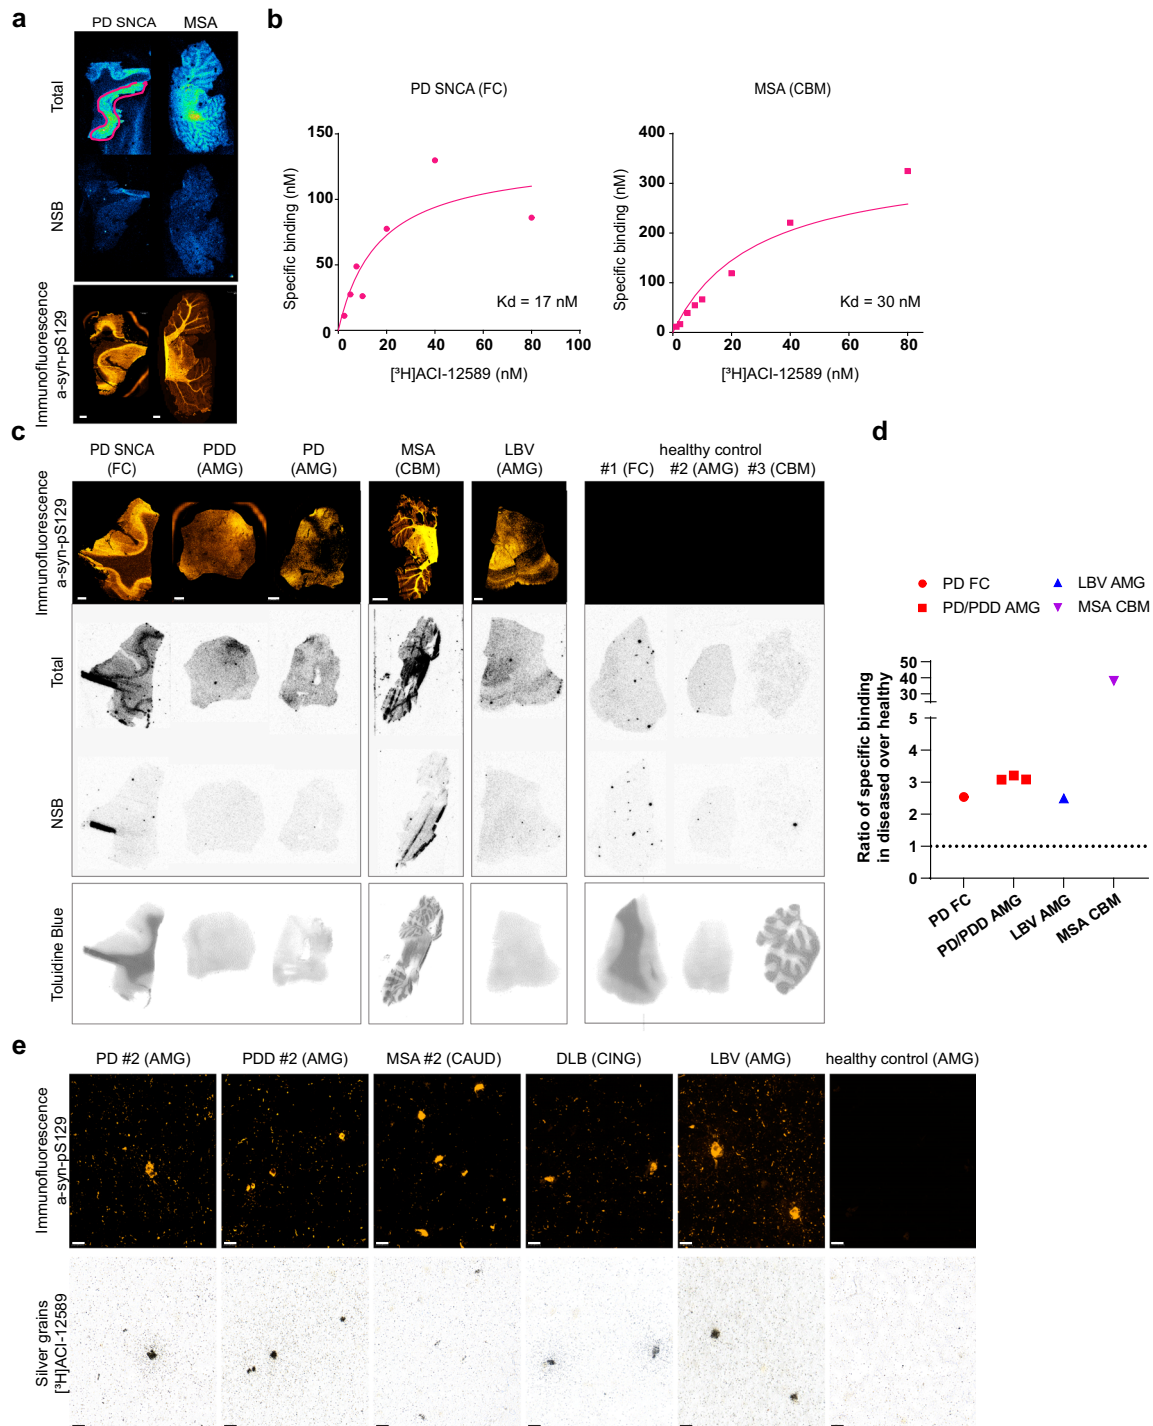 a
PD SNCA
MSA
Total
NSB
Immunofluorescence
a-syn-pS129
b
PD SNCA (FC)
Specific binding (nM)
150
100
50
0
0 20 40 60 80 100
[³H]ACI-12589 (nM)
Kd = 17 nM
MSA (CBM)
Specific binding (nM)
400
300
200
100
0
0 20 40 60 80
[³H]ACI-12589 (nM)
Kd = 30 nM
c
PD SNCA
(FC)
PDD
(AMG)
PD
(AMG)
MSA
(CBM)
LBV
(AMG)
healthy control
#1 (FC) #2 (AMG) #3 (CBM)
Immunofluorescence
a-syn-pS129
Total
NSB
Toluidine Blue
d
PD FC
PD/PDD AMG
LBV AMG
MSA CBM
Ratio of specific binding
in diseased over healthy
50
40
30
5
4
3
2
1
0
PD FC
PD/PDD AMG
LBV AMG
MSA CBM
e
PD #2 (AMG)
PDD #2 (AMG)
MSA #2 (CAUD)
DLB (CING)
LBV (AMG)
healthy control (AMG)
Immunofluorescence
a-syn-pS129
Silver grains
[³H]ACI-12589